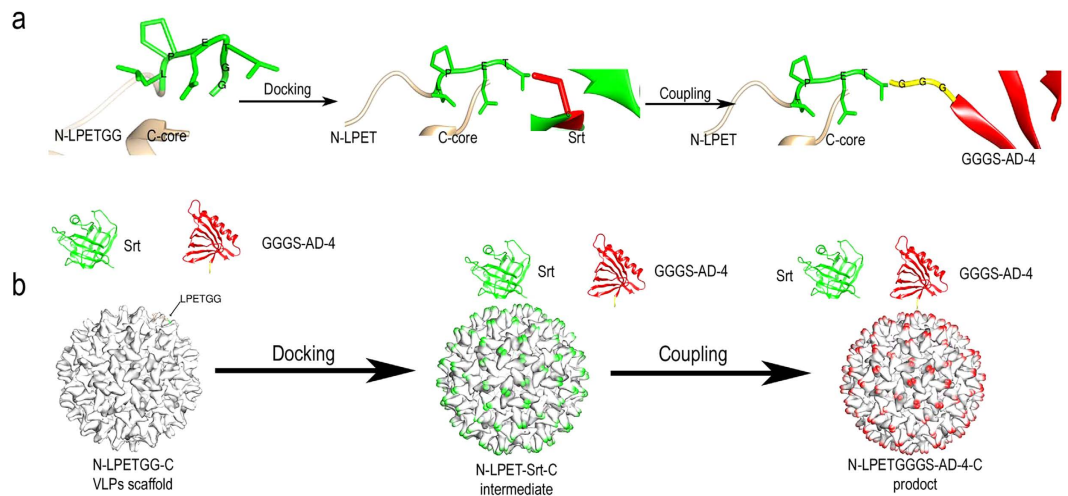 a
L P E T G G
Docking
P E T
Coupling
P E T G G G
N-LPETGG
C-core
N-LPET
C-core
Srt
N-LPET
C-core
GGGS-AD-4
Srt
GGGS-AD-4
Srt
GGGS-AD-4
Srt
GGGS-AD-4
b
LPETGG
Docking
Coupling
N-LPETGG-C
VLPs scaffold
N-LPET-Srt-C
intermediate
N-LPETGGGS-AD-4-C
product